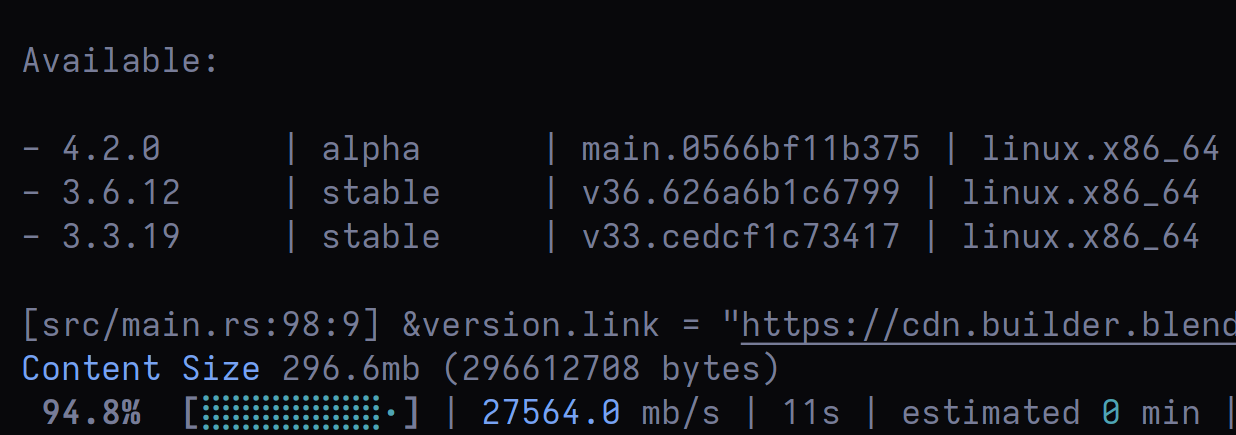 Available:
- 4.2.0 | alpha | main.0566bf11b375 | linux.x86_64
- 3.6.12 | stable | v36.626a6b1c6799 | linux.x86_64
- 3.3.19 | stable | v33.cedcf1c73417 | linux.x86_64
[src/main.rs:98:9] &version.link = "https://cdn.builder.blend
Content Size 296.6mb (296612708 bytes)
94.8% [⣿⣿⣿⣿⣿⣿⣿⣿⣿·] | 27564.0 mb/s | 11s | estimated 0 min |